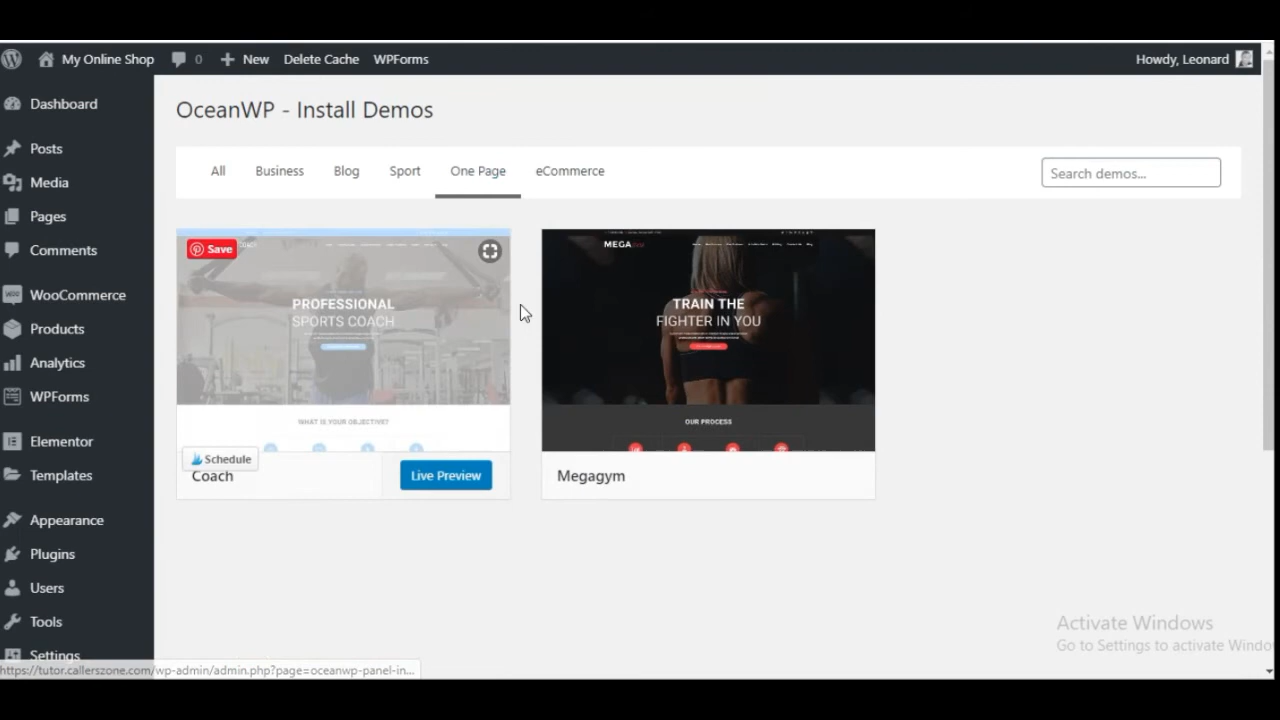 My Online Shop 0 New Delete Cache WPForms Howdy, Leonard
Dashboard
Posts
Media
Pages
Comments
WooCommerce
Products
Analytics
WPForms
Elementor
Templates
Appearance
Plugins
Users
Tools
Settings
OceanWP - Install Demos
All Business Blog Sport One Page eCommerce
Search demos...
Save
PROFESSIONAL
SPORTS COACH
WHAT IS YOUR OBJECTIVE?
Schedule
Coach
Live Preview
MEGAGYM
TRAIN THE
FIGHTER IN YOU
OUR PROCESS
Megagym
Activate Windows
Go to Settings to activate Windo
https://tutor.callerszone.com/wp-admin/admin.php?page=oceanwp-panel-in...